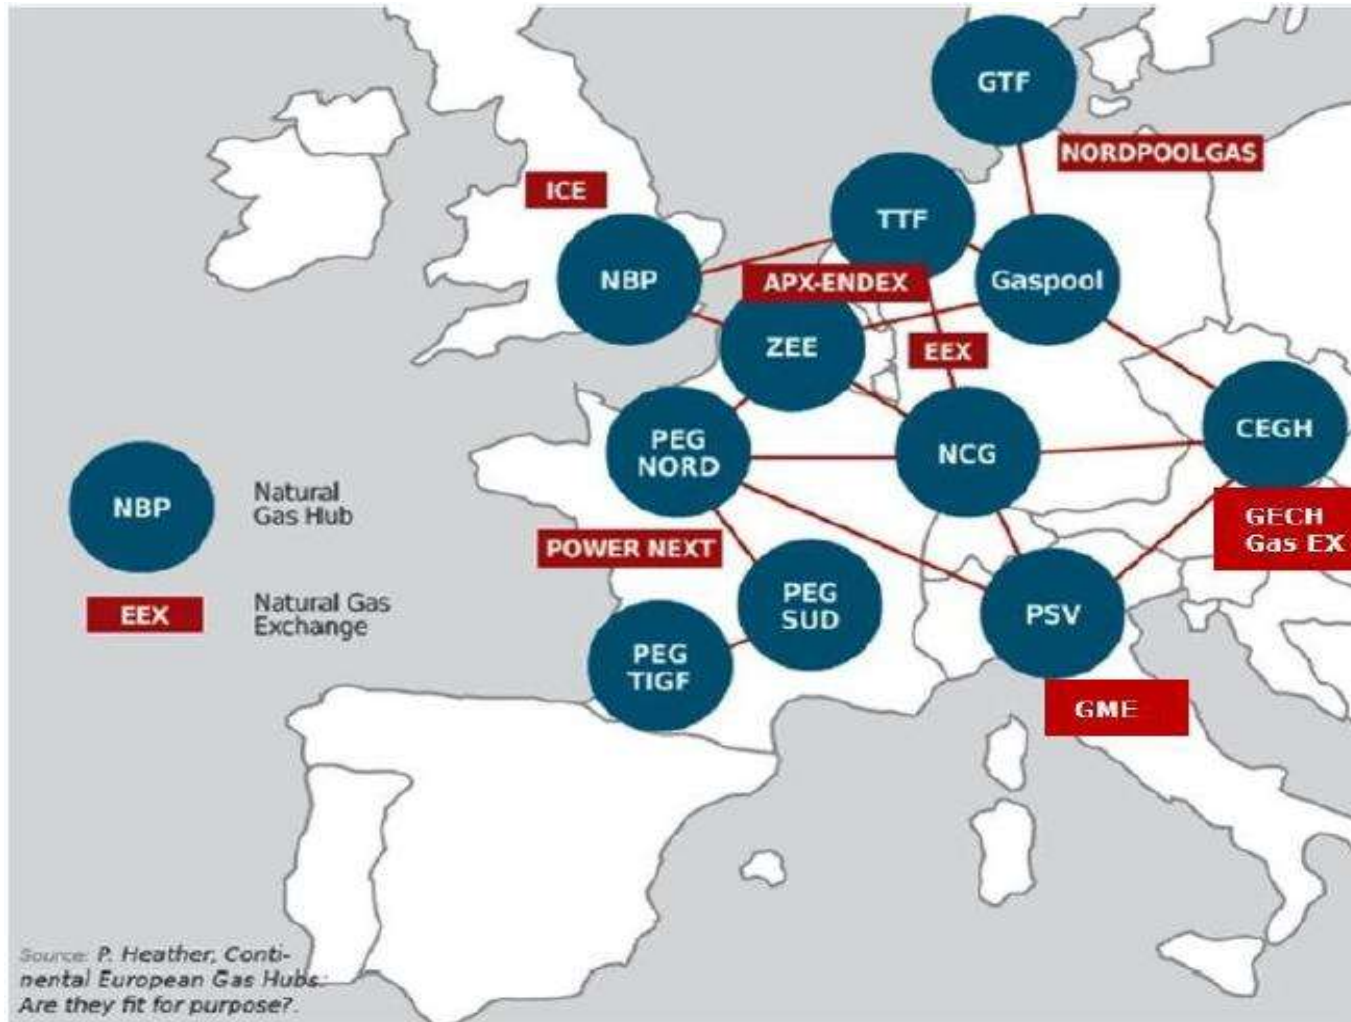 GTF
NORDPOOLGAS
ICE
TTF
NBP
APX-ENDEX
Gaspool
ZEE
EEX
PEG
NORD
NCG
CEGH
NBP
Natural
Gas Hub
GECH
Gas EX
POWER NEXT
PEG
SUD
EEX
Natural Gas
Exchange
PSV
PEG
TIGF
GME
Source: P. Heather, Conti-
nental European Gas Hubs:
Are they fit for purpose?.